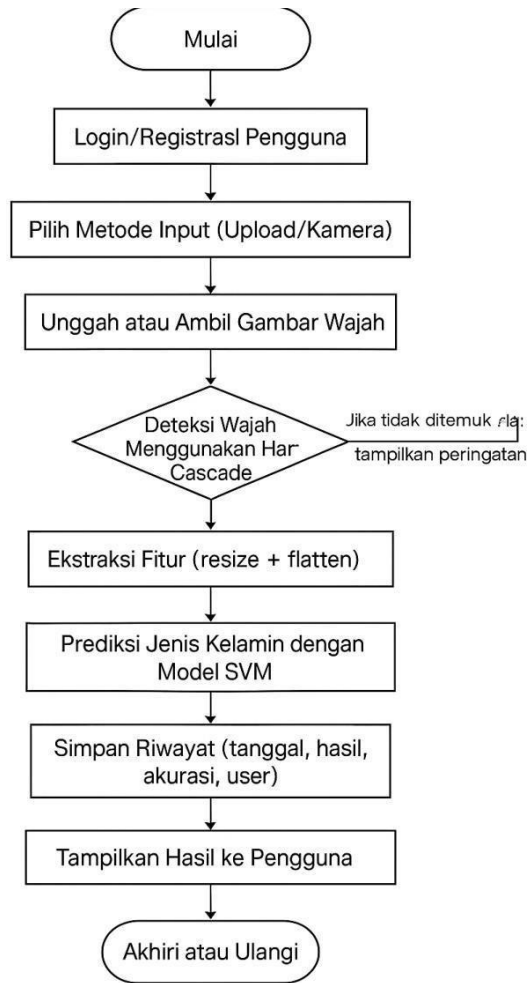 Mulai
Login/Registrasl Pengguna
Pilih Metode Input (Upload/Kamera)
Unggah atau Ambil Gambar Wajah
Deteksi Wajah
Menggunakan Har
Cascade
Jika tidak ditemuk
tampilkan peringatan
Ekstraksi Fitur (resize + flatten)
Prediksi Jenis Kelamin dengan
Model SVM
Simpan Riwayat (tanggal, hasil,
akurasi, user)
Tampilkan Hasil ke Pengguna
Akhiri atau Ulangi